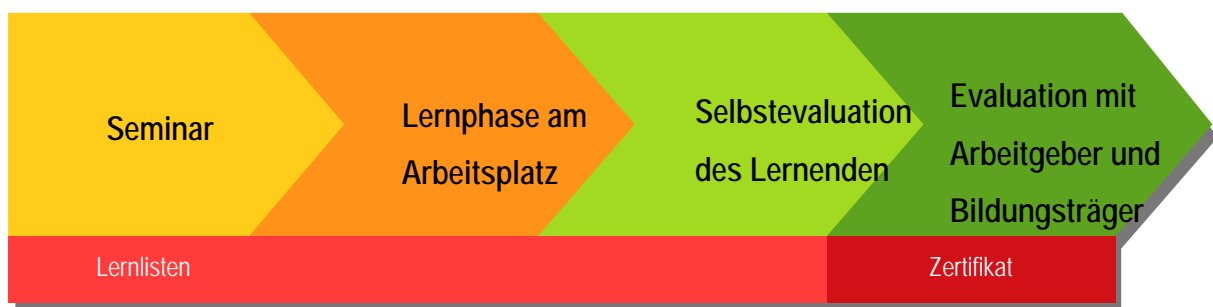 Seminar
Lernphase am
Arbeitsplatz
Selbstevaluation
des Lernenden
Evaluation mit
Arbeitgeber und
Bildungsträger
Lernlisten
Zertifikat